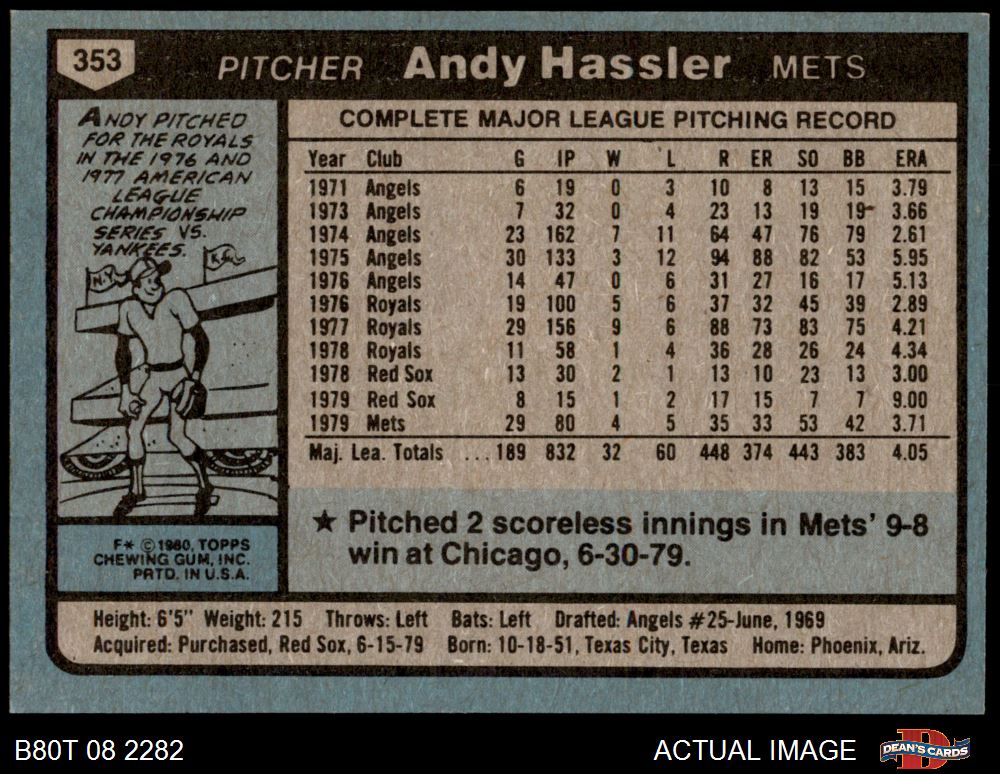 353 PITCHER Andy Hassler METS
ANDY PITCHED
FOR THE ROYALS
IN THE 1976 AND
1977 AMERICAN
LEAGUE
CHAMPIONSHIP
SERIES VS.
YANKEES.
N.Y. K.C.
F✶ © 1980, TOPPS
CHEWING GUM, INC.
PRTD. IN U.S.A.
COMPLETE MAJOR LEAGUE PITCHING RECORD
Year Club G IP W L R ER SO BB ERA
1971 Angels 6 19 0 3 10 8 13 15 3.79
1973 Angels 7 32 0 4 23 13 19 19 3.66
1974 Angels 23 162 7 11 64 47 76 79 2.61
1975 Angels 30 133 3 12 94 88 82 53 5.95
1976 Angels 14 47 0 6 31 27 16 17 5.13
1976 Royals 19 100 5 6 37 32 45 39 2.89
1977 Royals 29 156 9 6 88 73 83 75 4.21
1978 Royals 11 58 1 4 36 28 26 24 4.34
1978 Red Sox 13 30 2 1 13 10 23 13 3.00
1979 Red Sox 8 15 1 2 17 15 7 7 9.00
1979 Mets 29 80 4 5 35 33 53 42 3.71
Maj. Lea. Totals ...189 832 32 60 448 374 443 383 4.05
★ Pitched 2 scoreless innings in Mets' 9-8
win at Chicago, 6-30-79.
Height: 6'5" Weight: 215 Throws: Left Bats: Left Drafted: Angels #25-June, 1969
Acquired: Purchased, Red Sox, 6-15-79 Born: 10-18-51, Texas City, Texas Home: Phoenix, Ariz.
B80T 08 2282 ACTUAL IMAGE DEAN'S CARDS